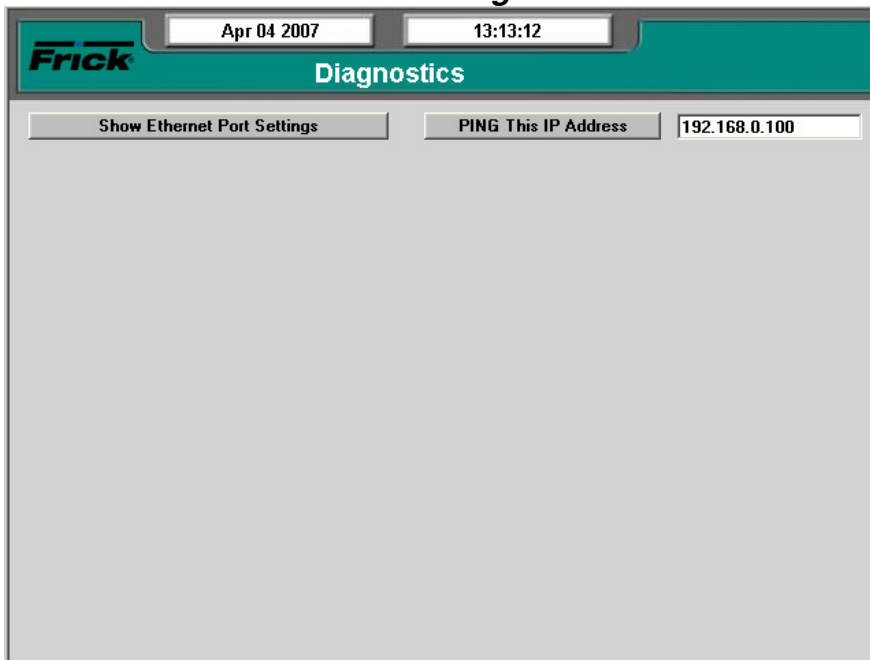 Apr 04 2007 13:13:12
Frick
Diagnostics
Show Ethernet Port Settings PING This IP Address 192.168.0.100